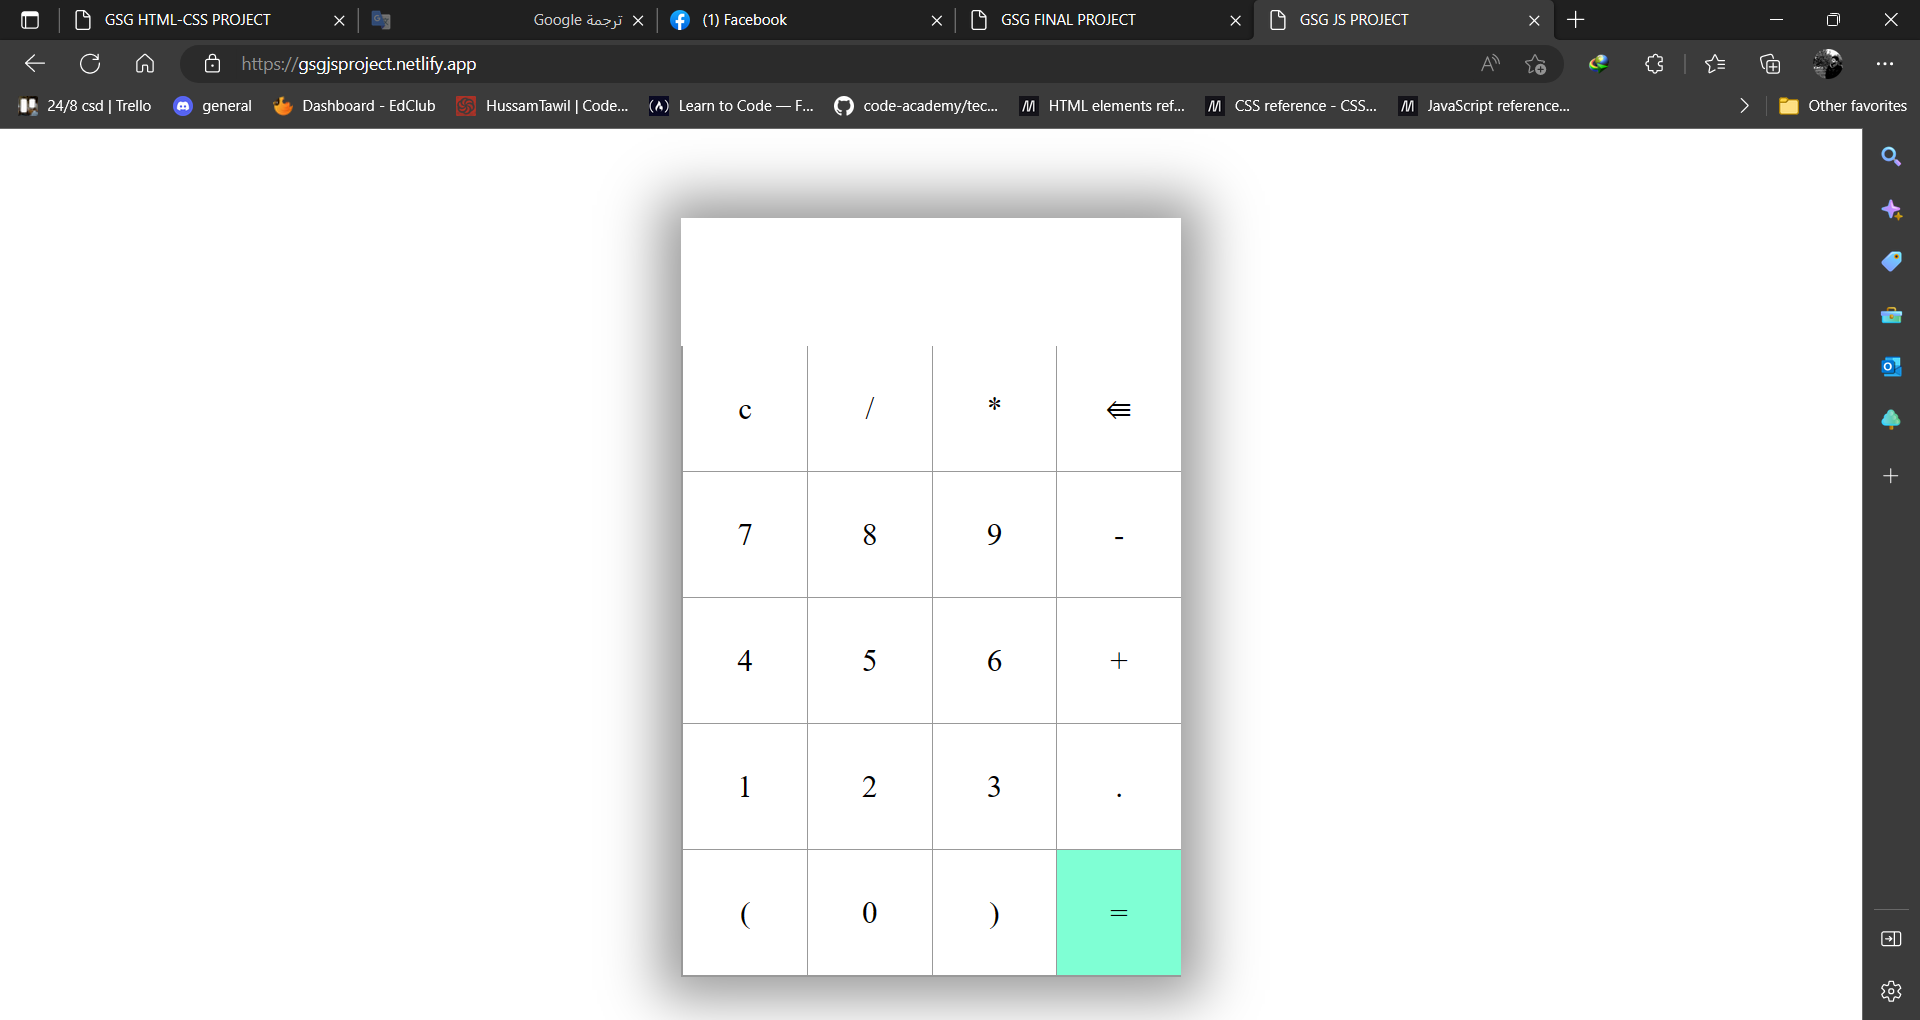 GSG HTML-CSS PROJECT
ترجمة Google
(1) Facebook
GSG FINAL PROJECT
GSG JS PROJECT
https://gsgjsproject.netlify.app
24/8 csd | Trello
general
Dashboard - EdClub
HussamTawil | Code...
Learn to Code — F...
code-academy/tec...
HTML elements ref...
CSS reference - CSS...
JavaScript reference...
Other favorites
c / * ⭅
7 8 9 -
4 5 6 +
1 2 3 .
( 0 ) =